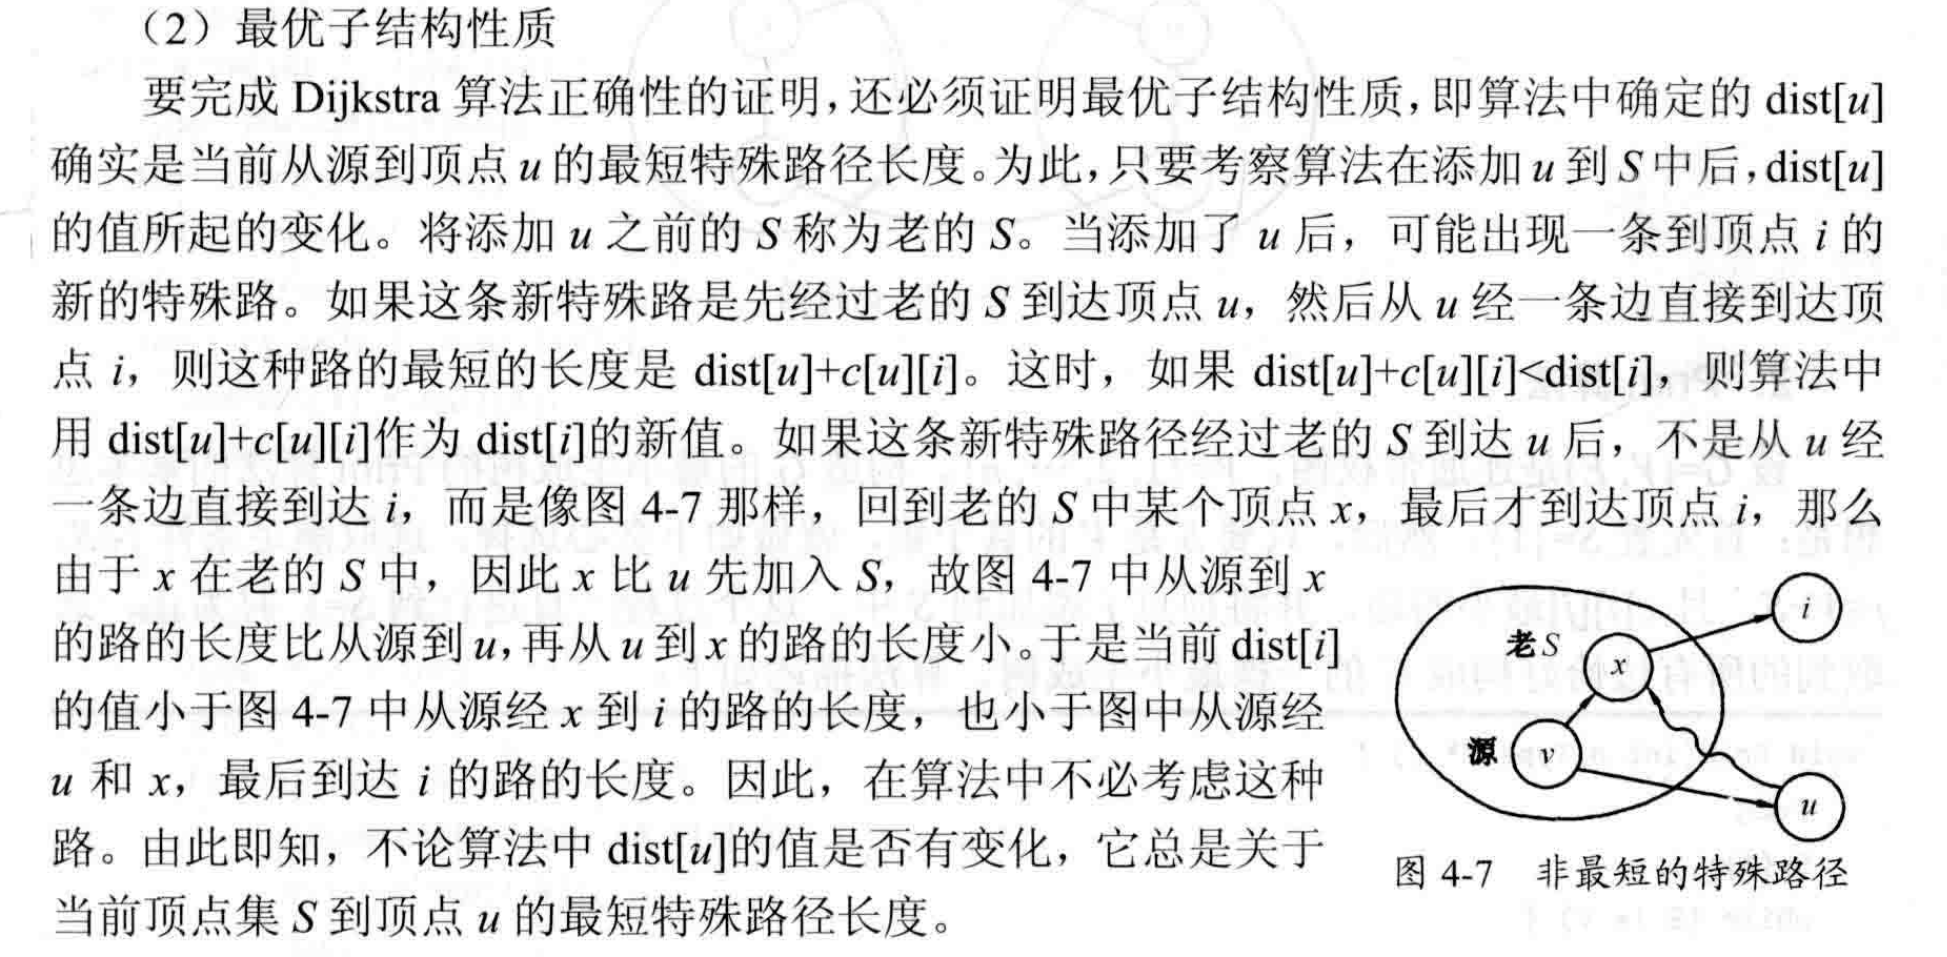 （2）最优子结构性质
要完成 Dijkstra 算法正确性的证明，还必须证明最优子结构性质，即算法中确定的 dist[u]
确实是当前从源到顶点 u 的最短特殊路径长度。为此，只要考察算法在添加 u 到 S 中后，dist[u]
的值所起的变化。将添加 u 之前的 S 称为老的 S。当添加了 u 后，可能出现一条到顶点 i 的
新的特殊路。如果这条新特殊路是先经过老的 S 到达顶点 u，然后从 u 经一条边直接到达顶
点 i，则这种路的最短的长度是 dist[u]+c[u][i]。这时，如果 dist[u]+c[u][i]<dist[i]，则算法中
用 dist[u]+c[u][i]作为 dist[i]的新值。如果这条新特殊路径经过老的 S 到达 u 后，不是从 u 经
一条边直接到达 i，而是像图 4-7 那样，回到老的 S 中某个顶点 x，最后才到达顶点 i，那么
由于 x 在老的 S 中，因此 x 比 u 先加入 S，故图 4-7 中从源到 x
的路的长度比从源到 u，再从 u 到 x 的路的长度小。于是当前 dist[i]
的值小于图 4-7 中从源经 x 到 i 的路的长度，也小于图中从源经
u 和 x，最后到达 i 的路的长度。因此，在算法中不必考虑这种
路。由此即知，不论算法中 dist[u]的值是否有变化，它总是关于
当前顶点集 S 到顶点 u 的最短特殊路径长度。
i
老S
x
源
v
u
图 4-7 非最短的特殊路径